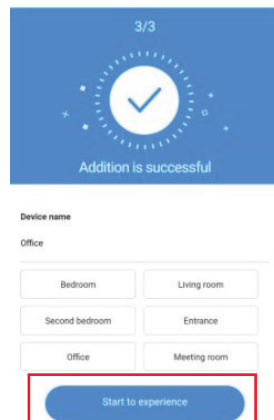 3/3
Addition is successful
Device name
Office
Bedroom Living room
Second bedroom Entrance
Office Meeting room
Start to experience